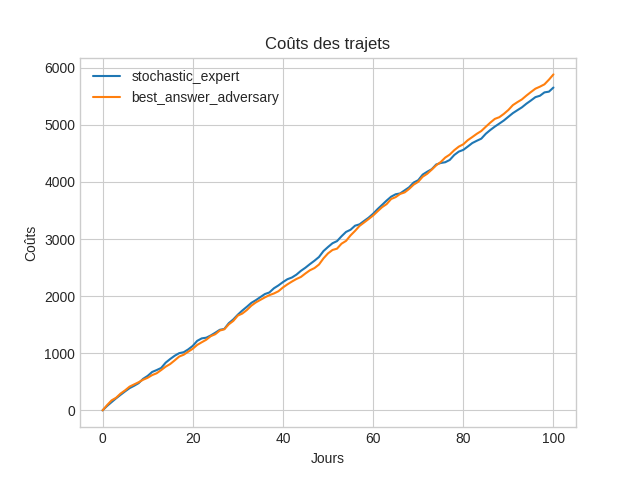 Coûts des trajets
stochastic_expert
best_answer_adversary
Coûts
6000
5000
4000
3000
2000
1000
0
0 20 40 60 80 100
Jours